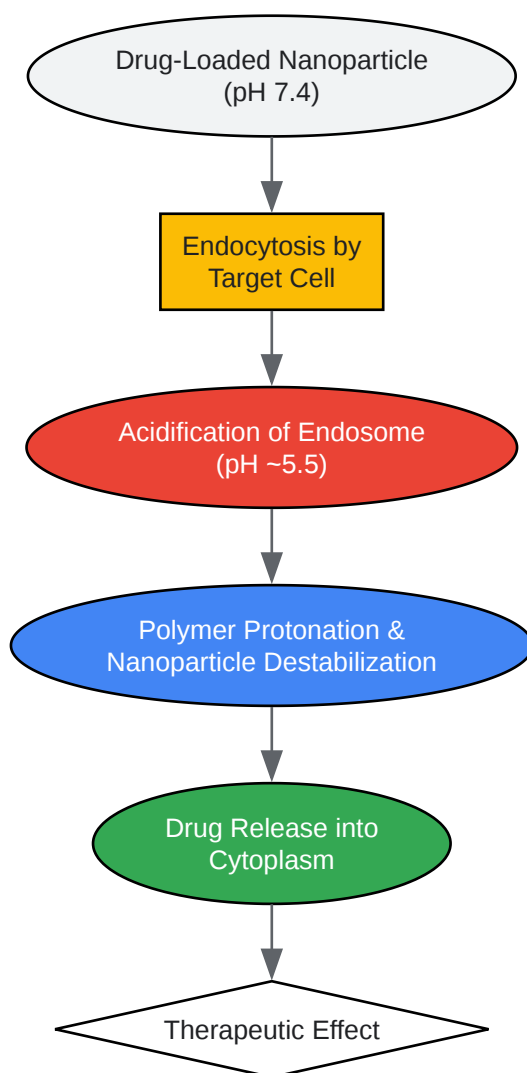 Drug-Loaded Nanoparticle
(pH 7.4)
Endocytosis by
Target Cell
Acidification of Endosome
(pH ~5.5)
Polymer Protonation &
Nanoparticle Destabilization
Drug Release into
Cytoplasm
Therapeutic Effect